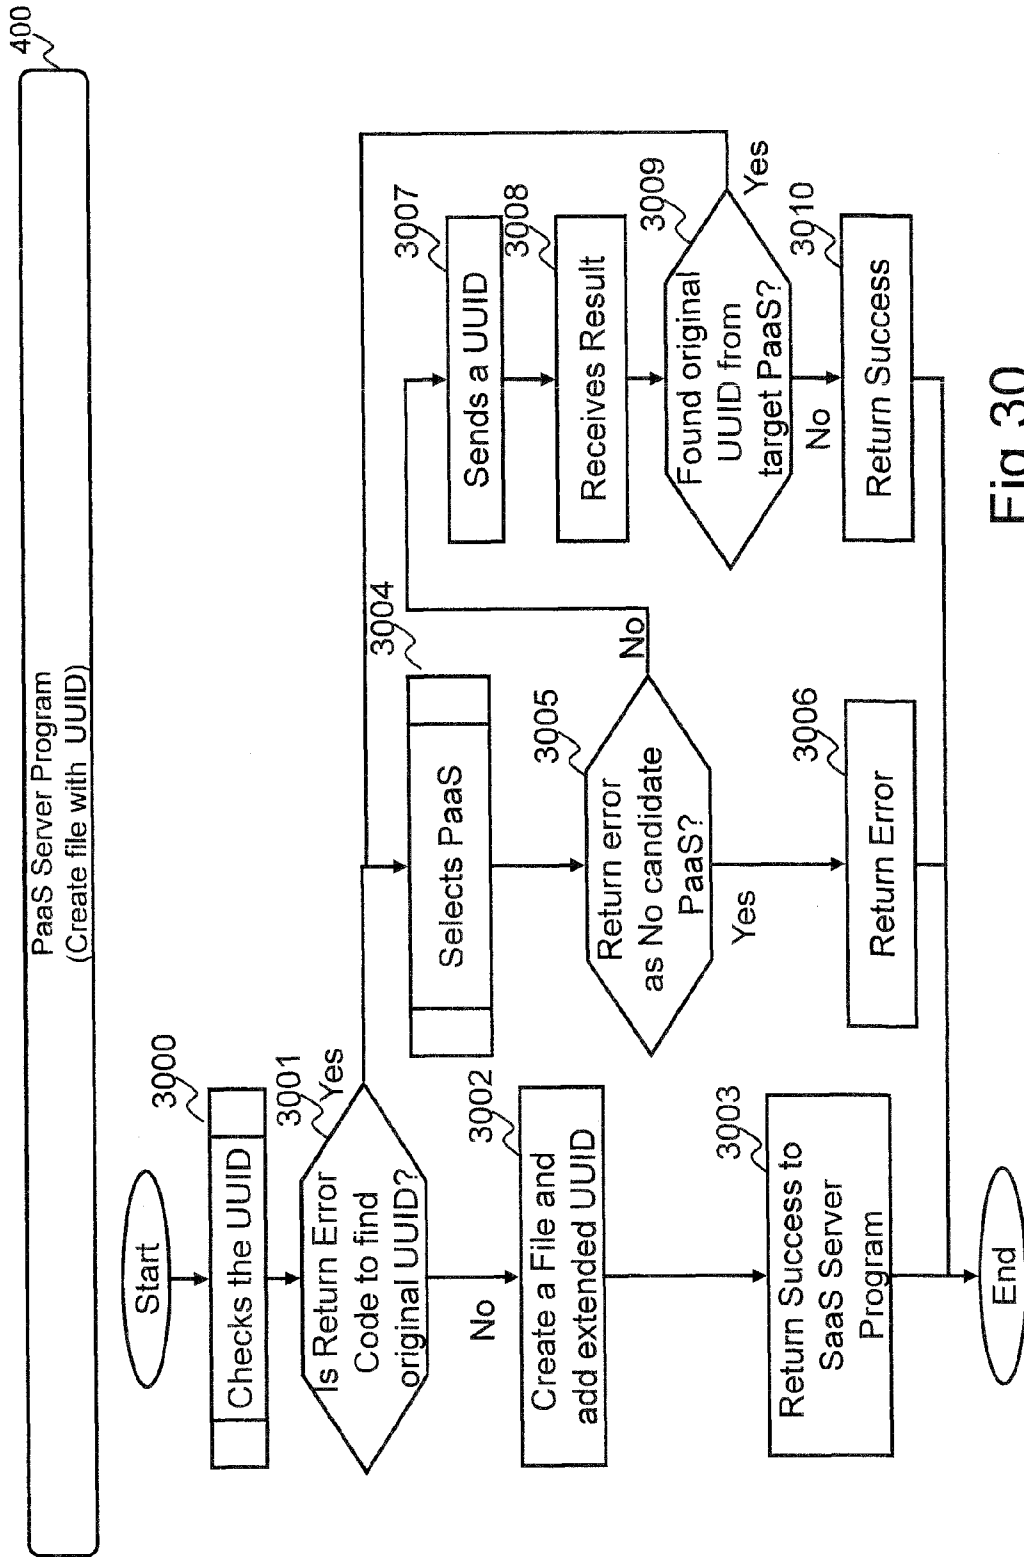 400
PaaS Server Program
(Create file with UUID)
Start
3000
Checks the UUID
3001
Is Return Error
Code to find
original UUID?
Yes
No
3002
Create a File and
add extended UUID
3003
Return Success to
SaaS Server
Program
End
3004
Selects PaaS
3005
Return error
as No candidate
PaaS?
No
Yes
3006
Return Error
3007
Sends a UUID
3008
Receives Result
3009
Found original
UUID from
target PaaS?
Yes
No
3010
Return Success
Fig 30